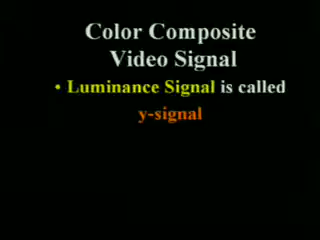 Color Composite
Video Signal
• Luminance Signal is called
y-signal